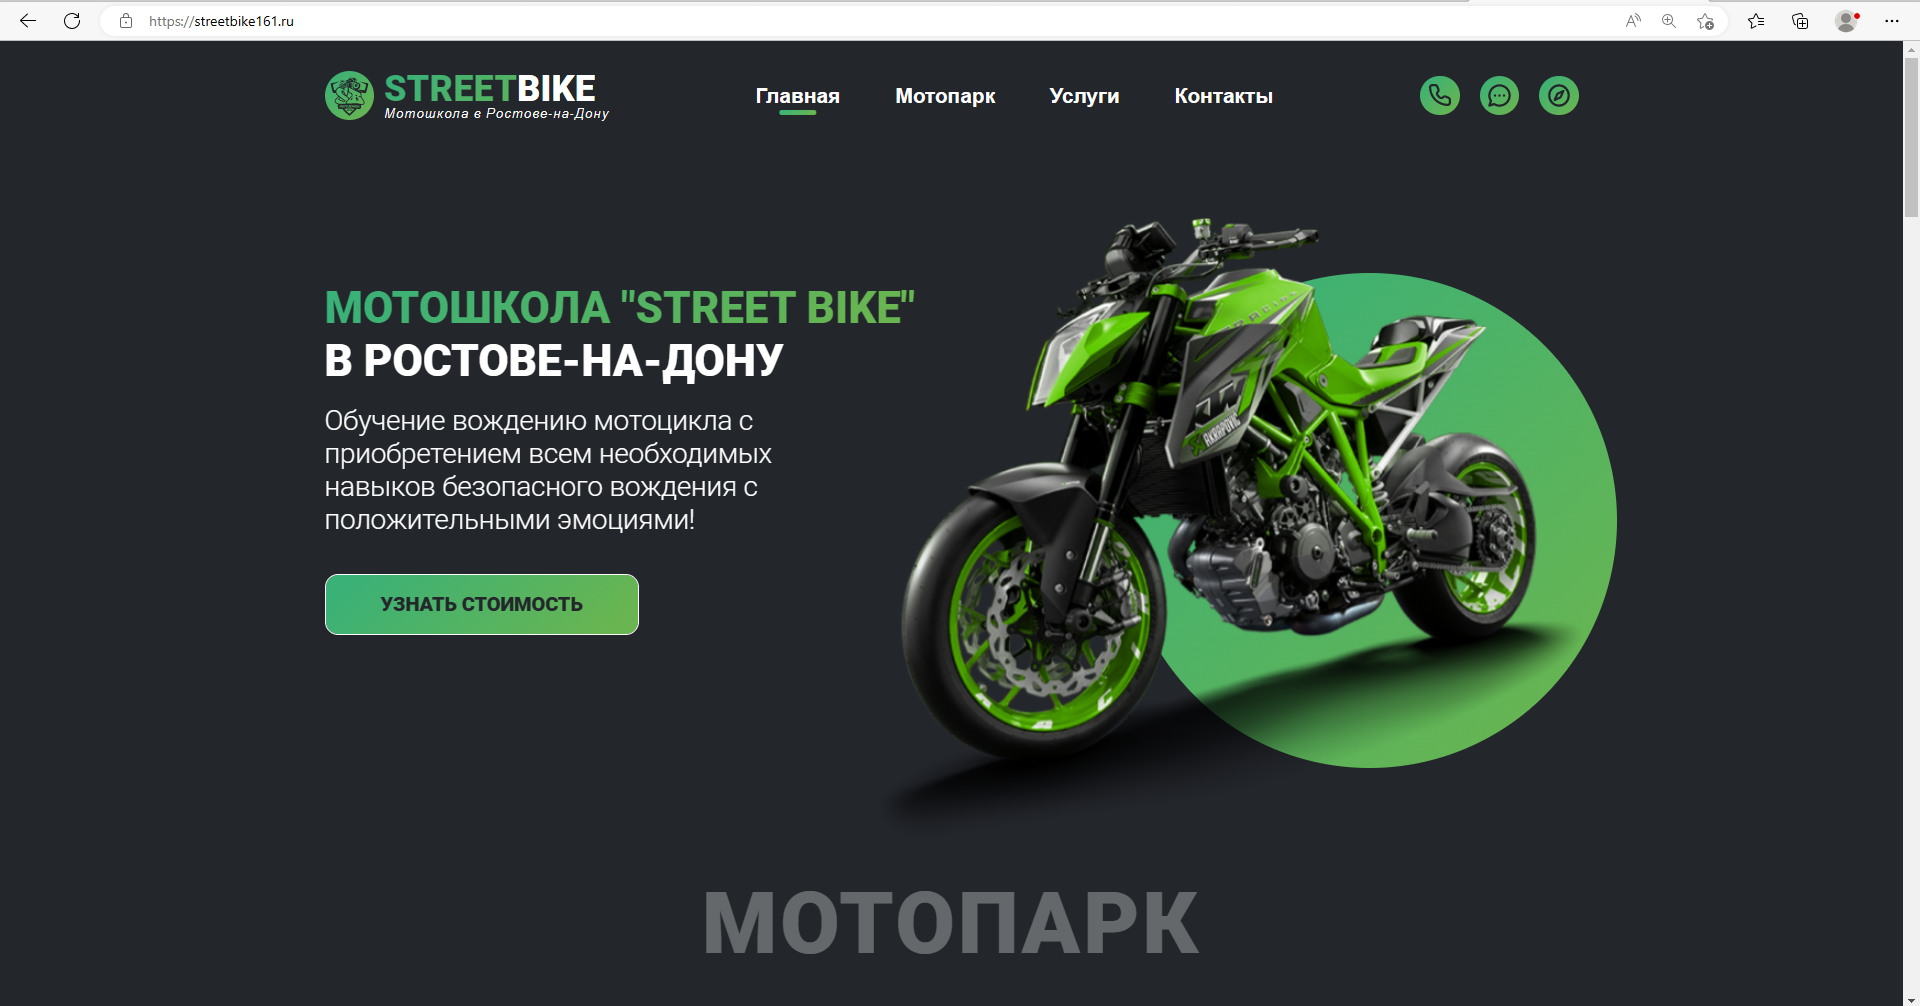 https://streetbike161.ru
STREETBIKE
Мотошкола в Ростове-на-Дону
Главная
Мотопарк
Услуги
Контакты
МОТОШКОЛА "STREET BIKE"
В РОСТОВЕ-НА-ДОНУ
Обучение вождению мотоцикла с
приобретением всем необходимых
навыков безопасного вождения с
положительными эмоциями!
УЗНАТЬ СТОИМОСТЬ
AKRAPOVIC
МОТОПАРК